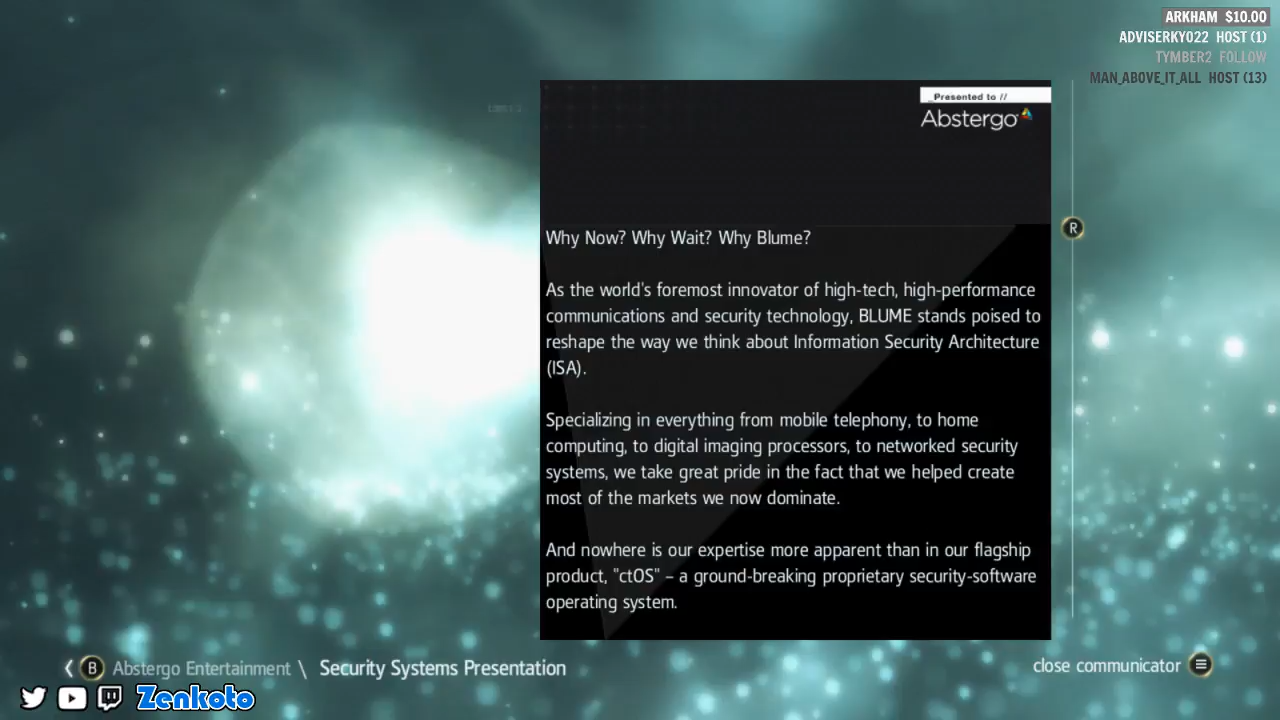 ARKHAM $10.00
ADVISERKY022 HOST (1)
TYMBER2 FOLLOW
MAN_ABOVE_IT_ALL HOST (13)
_Presented to //
Abstergo
Why Now? Why Wait? Why Blume?
As the world's foremost innovator of high-tech, high-performance
communications and security technology, BLUME stands poised to
reshape the way we think about Information Security Architecture
(ISA).
Specializing in everything from mobile telephony, to home
computing, to digital imaging processors, to networked security
systems, we take great pride in the fact that we helped create
most of the markets we now dominate.
And nowhere is our expertise more apparent than in our flagship
product, "ctOS" – a ground-breaking proprietary security-software
operating system.
R
B Abstergo Entertainment \ Security Systems Presentation
close communicator
Zenkoto